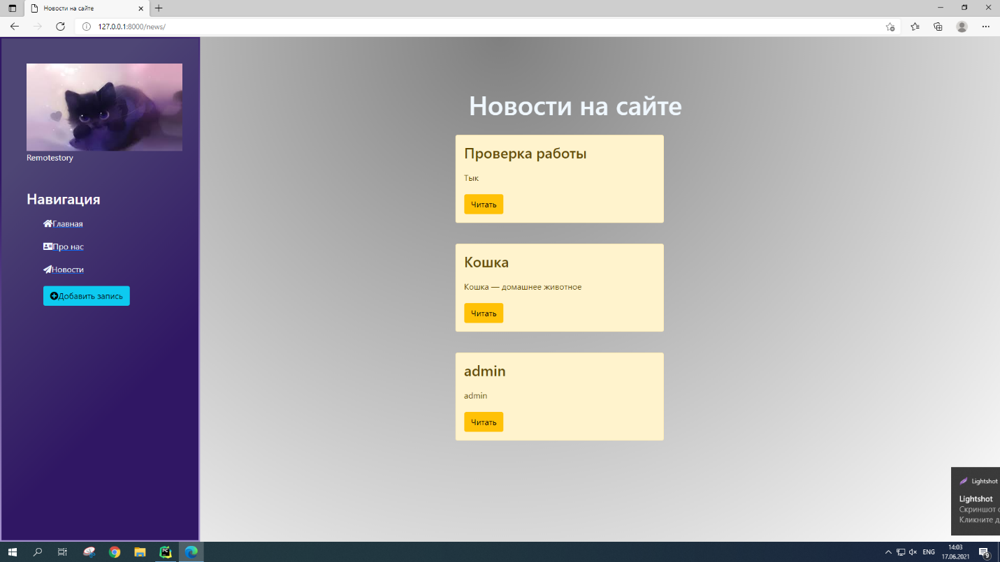 Новости на сайте
127.0.0.1:8000/news/
Remotestory
Навигация
Главная
Про нас
Новости
Добавить запись
Новости на сайте
Проверка работы
Тык
Читать
Кошка
Кошка — домашнее животное
Читать
admin
admin
Читать
Lightshot
Lightshot
Скриншот
Кликните
PC
ENG
14:03
17.06.2021
9